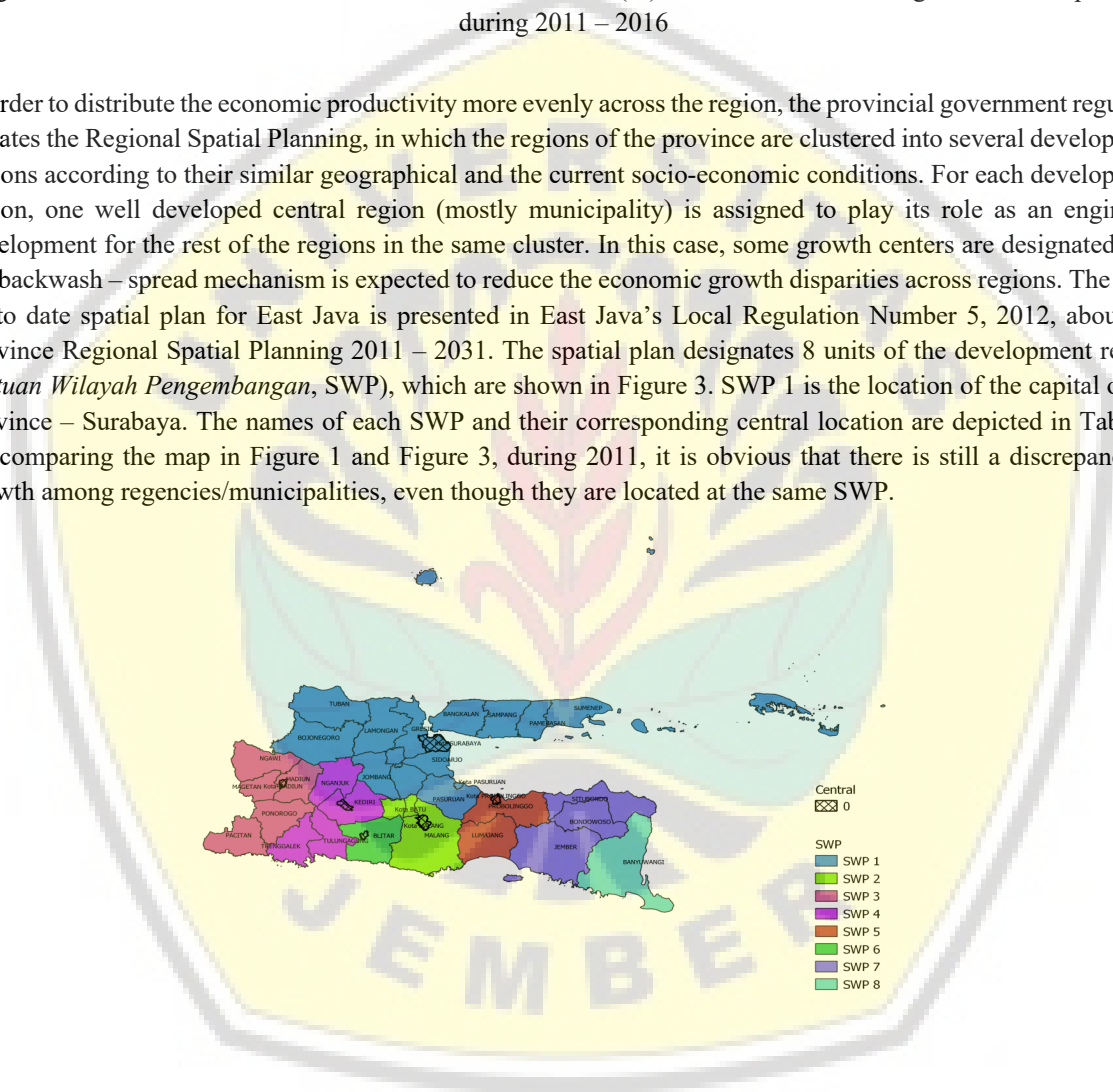 during 2011 – 2016
rder to distribute the economic productivity more evenly across the region, the provincial government regu
ates the Regional Spatial Planning, in which the regions of the province are clustered into several develop
ons according to their similar geographical and the current socio-economic conditions. For each develop
on, one well developed central region (mostly municipality) is assigned to play its role as an engin
elopment for the rest of the regions in the same cluster. In this case, some growth centers are designated
backwash – spread mechanism is expected to reduce the economic growth disparities across regions. The
to date spatial plan for East Java is presented in East Java's Local Regulation Number 5, 2012, abou
vince Regional Spatial Planning 2011 – 2031. The spatial plan designates 8 units of the development re
tuan Wilayah Pengembangan, SWP), which are shown in Figure 3. SWP 1 is the location of the capital o
vince – Surabaya. The names of each SWP and their corresponding central location are depicted in Tab
comparing the map in Figure 1 and Figure 3, during 2011, it is obvious that there is still a discrepan
wth among regencies/municipalities, even though they are located at the same SWP.
UNIVERSITAS
TUBAN
BANGKALAN
SAMPANG
PAMEKASAN
SUMENEP
LAMONGAN
GRESIK
BOJONEGORO
SURABAYA
SIDOARJO
NGAWI
MADIUN
MAGETAN
NGANJUK
JOMBANG
Kota PASURUAN
PASURUAN
KEDIRI
Kota BATU
PROBOLINGGO
SITUBONDO
PONOROGO
BONDOWOSO
PACITAN
TRENGGALEK
TULUNGAGUNG
BLITAR
MALANG
LUMAJANG
JEMBER
BANYUWANGI
Central
0
SWP
SWP 1
SWP 2
SWP 3
SWP 4
SWP 5
SWP 6
SWP 7
SWP 8
JEMBER